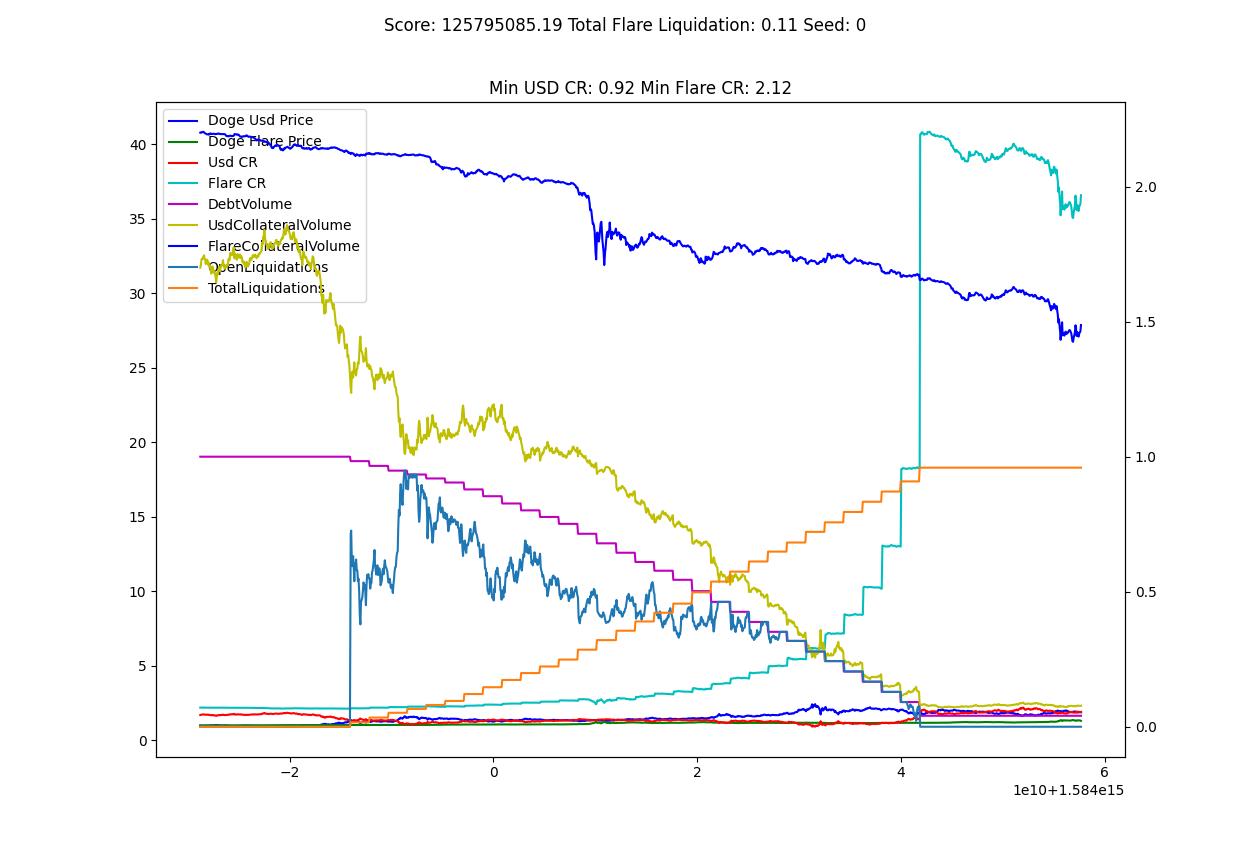 Score: 125795085.19 Total Flare Liquidation: 0.11 Seed: 0
Min USD CR: 0.92 Min Flare CR: 2.12
Doge Usd Price
Doge Flare Price
Usd CR
Flare CR
DebtVolume
UsdCollateralVolume
FlareCollateralVolume
OpenLiquidations
TotalLiquidations
40
35
30
25
20
15
10
5
0
2.0
1.5
1.0
0.5
0.0
−2
0
2
4
6
1e10+1.584e15